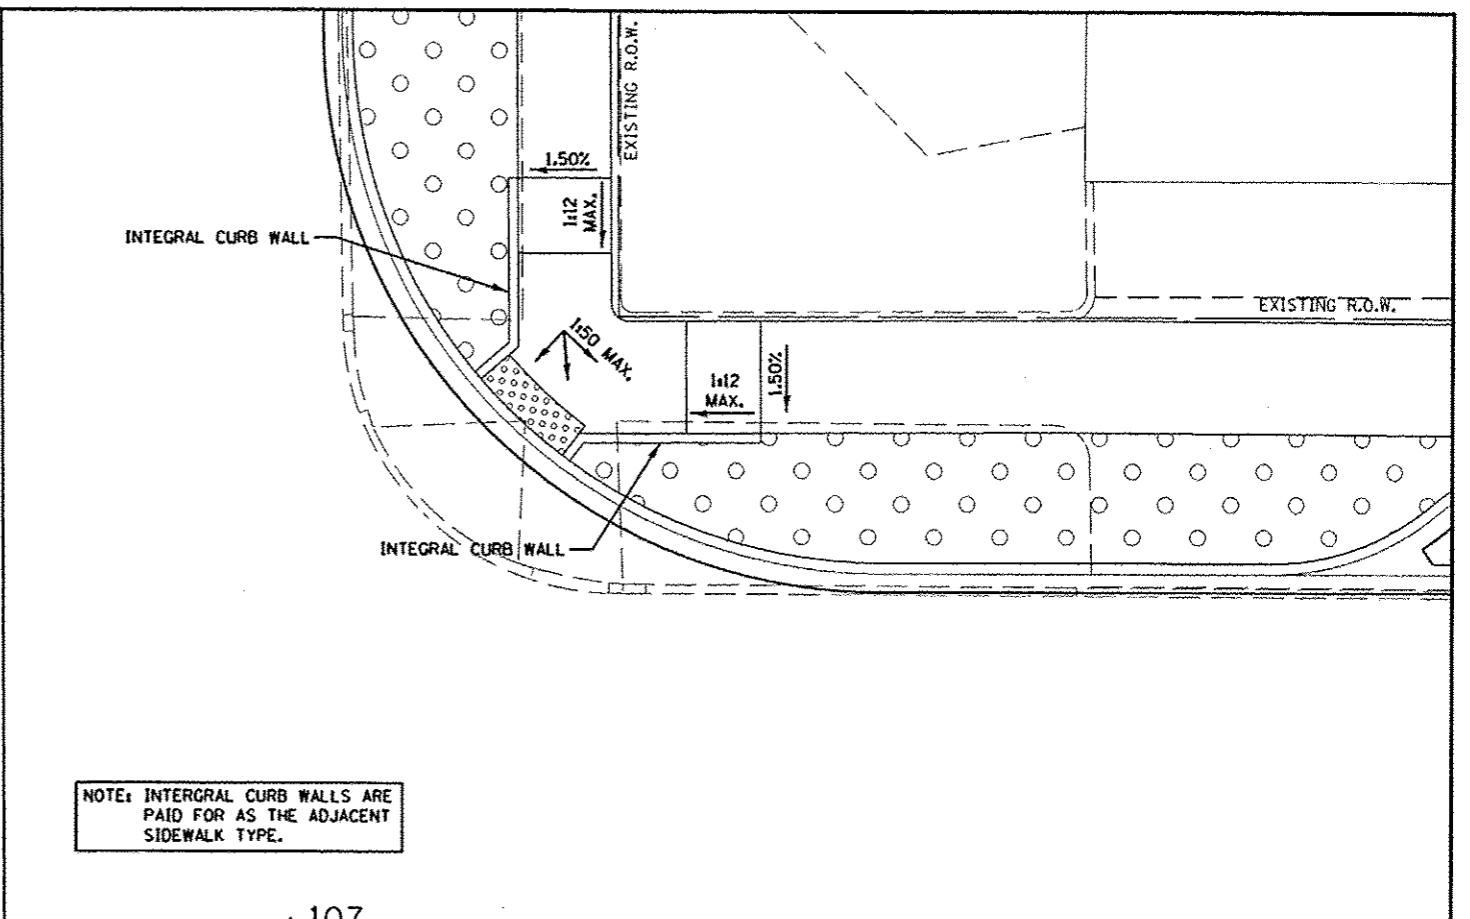 EXISTING R.O.W.
1.50%
1:12
MAX.
INTEGRAL CURB WALL
EXISTING R.O.W.
1:50 MAX.
1:12
MAX.
1.50%
INTEGRAL CURB WALL
NOTE: INTERGRAL CURB WALLS ARE
PAID FOR AS THE ADJACENT
SIDEWALK TYPE.
107